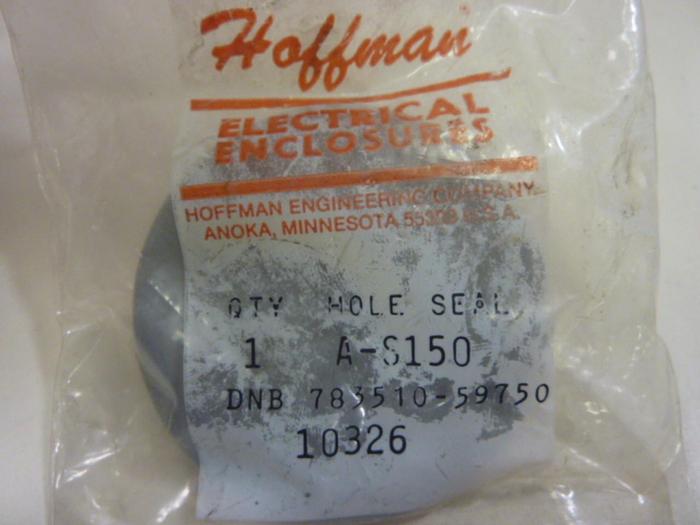 Hoffman
ELECTRICAL
ENCLOSURES
HOFFMAN ENGINEERING COMPANY
ANOKA, MINNESOTA 55303 U.S.A.
QTY HOLE SEAL
1 A-S150
DNB 783510-59750
10326